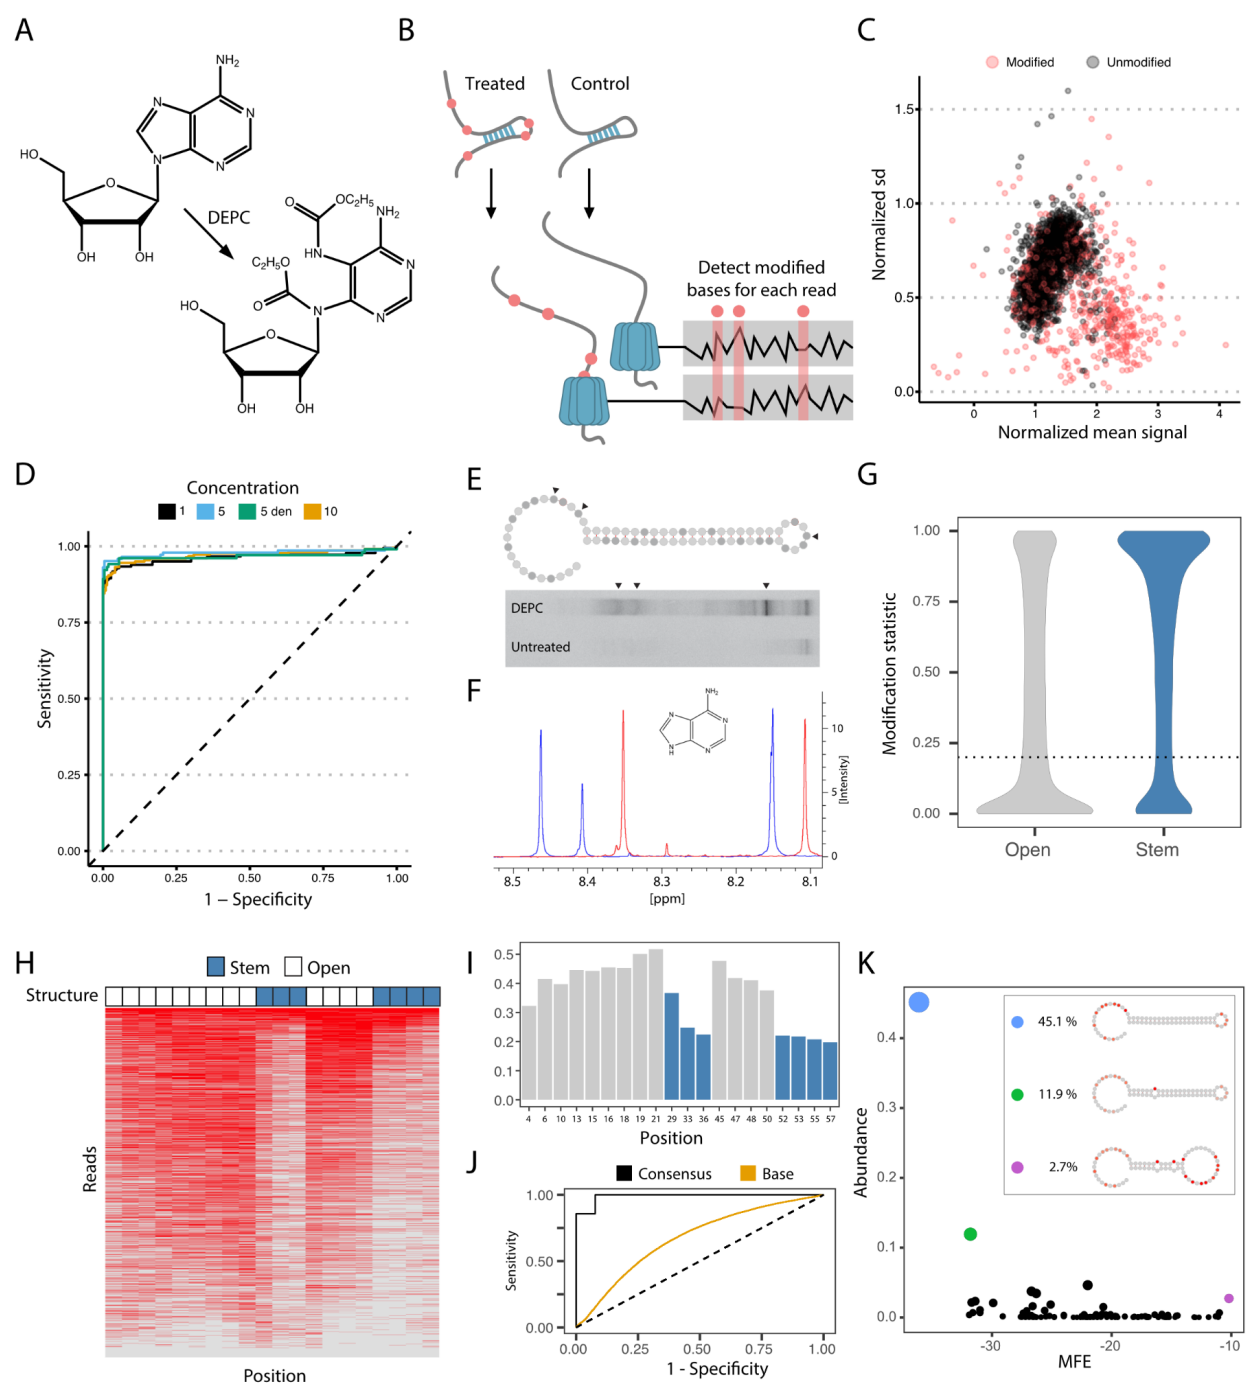 A
NH₂
N
N
N
N
HO
O
OH
OH
DEPC
O
OC₂H₅
NH₂
HN
C₂H₅O
O
N
N
N
HO
O
OH
OH
B
Treated
Control
Detect modified
bases for each read
C
Modified
Unmodified
Normalized sd
1.5
1.0
0.5
0.0
0
1
2
3
4
Normalized mean signal
D
Concentration
1
5
5 den
10
Sensitivity
1.00
0.75
0.50
0.25
0.00
0.00
0.25
0.50
0.75
1.00
1 – Specificity
E
DEPC
Untreated
F
NH₂
N
N
N
H
N
10
5
0
[Intensity]
8.5
8.4
8.3
8.2
8.1
[ppm]
G
Modification statistic
1.00
0.75
0.50
0.25
0.00
Open
Stem
H
Stem
Open
Structure
Reads
Position
I
0.5
0.4
0.3
0.2
0.1
0.0
4 6 10 13 15 16 18 19 21 29 33 36 45 47 48 50 52 53 55 57
Position
J
Consensus
Base
Sensitivity
1.00
0.50
0.00
0.00
0.25
0.50
0.75
1.00
1 - Specificity
K
Abundance
0.4
0.3
0.2
0.1
0.0
45.1 %
11.9 %
2.7%
-30
-20
-10
MFE